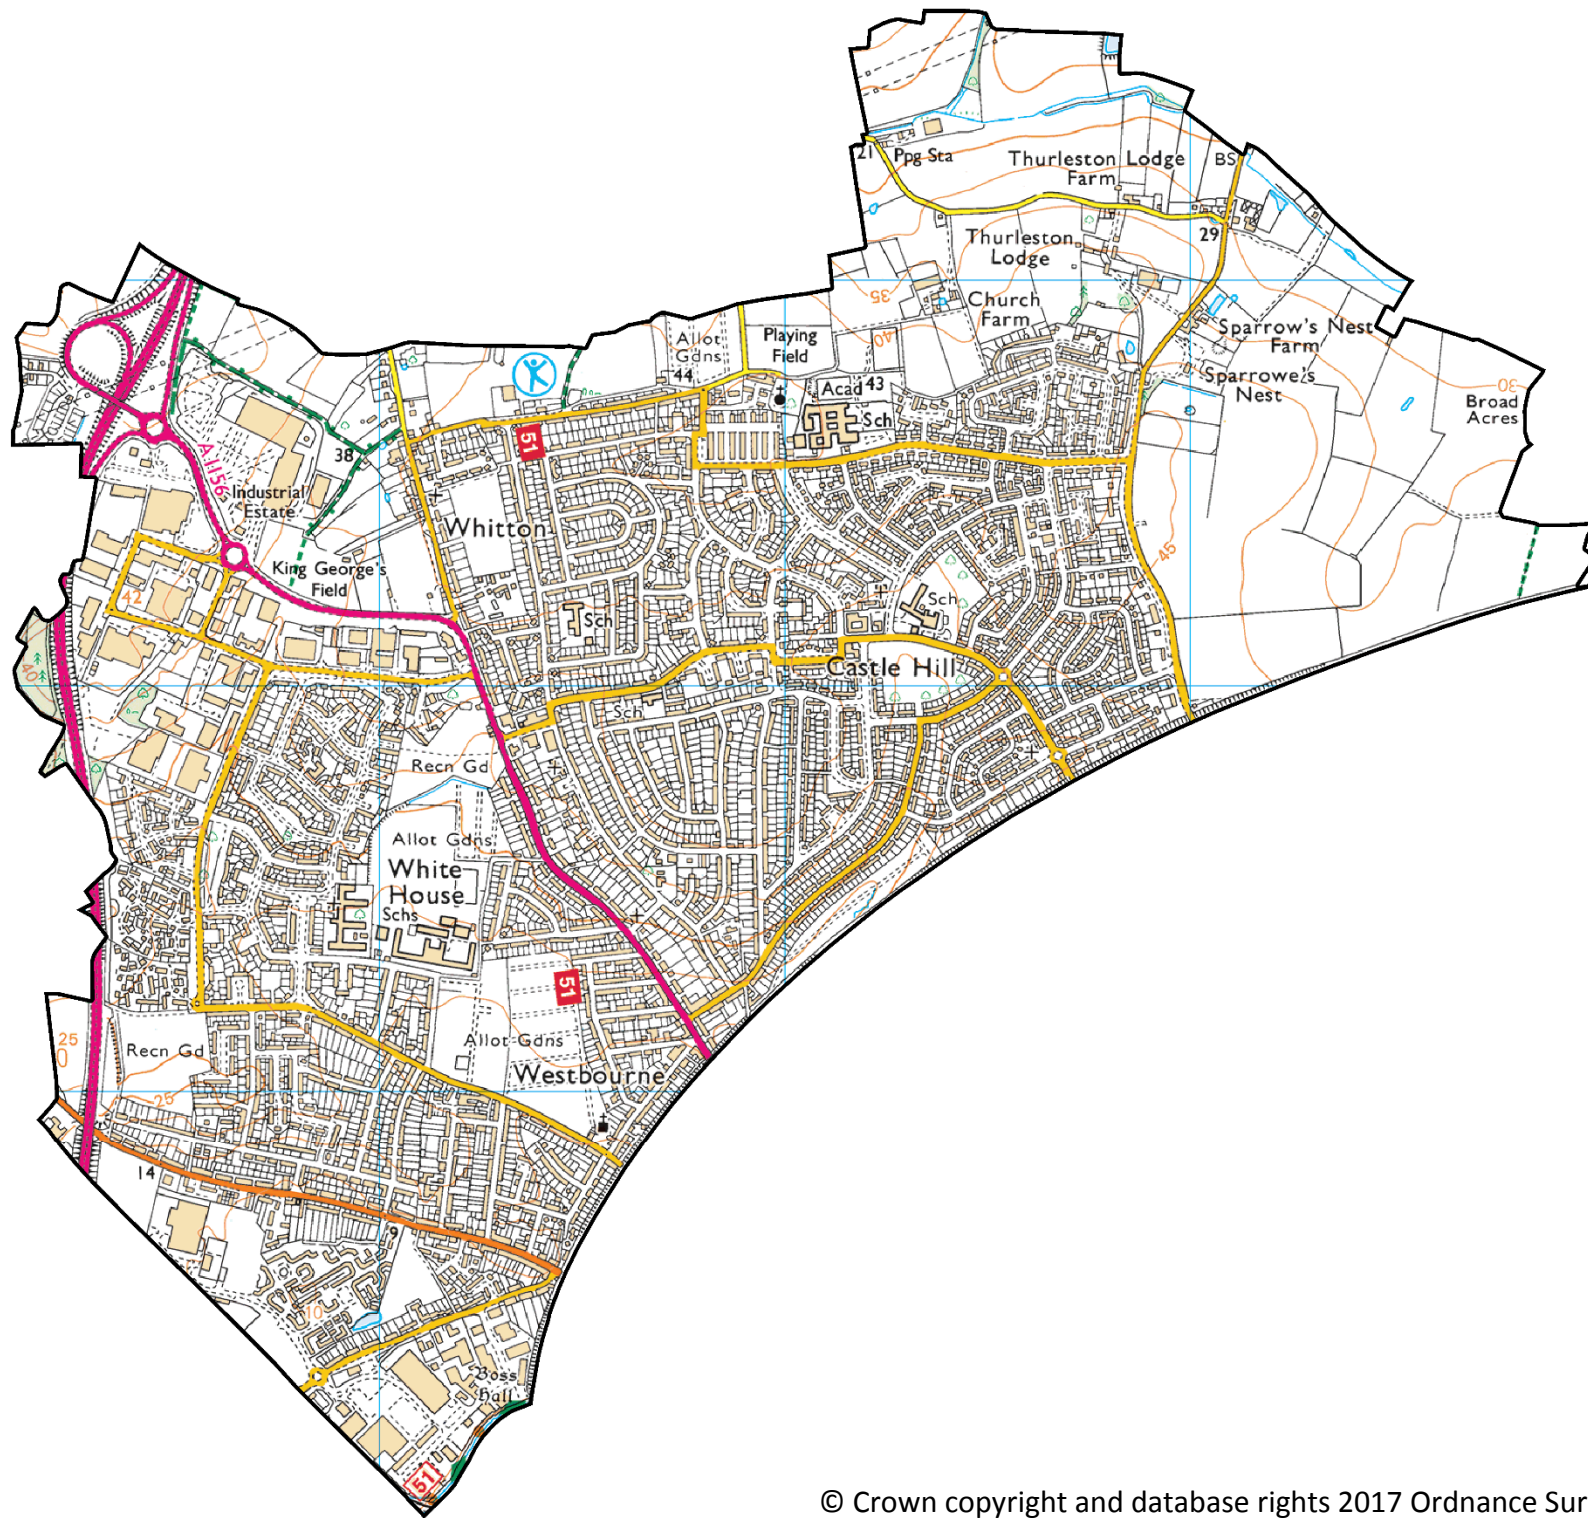 21
Ppg Sta
Thurleston Lodge
Farm
BS
29
Thurleston
Lodge
Church
Farm
35
40
Sparrow's Nest
Farm
Sparrowe's
Nest
30
Broad
Acres
Allot
Gdns
44
Playing
Field
Acad
43
Sch
A1156
38
51
Industrial
Estate
Whitton
45
King George's
Field
42
Sch
Sch
40
Castle Hill
Sch
Recn Gd
Allot Gdns
White
House
Schs
51
25
0
Recn Gd
Allot Gdns
Westbourne
25
14
9
10
Boss
Hall
51
© Crown copyright and database rights 2017 Ordnance Sur